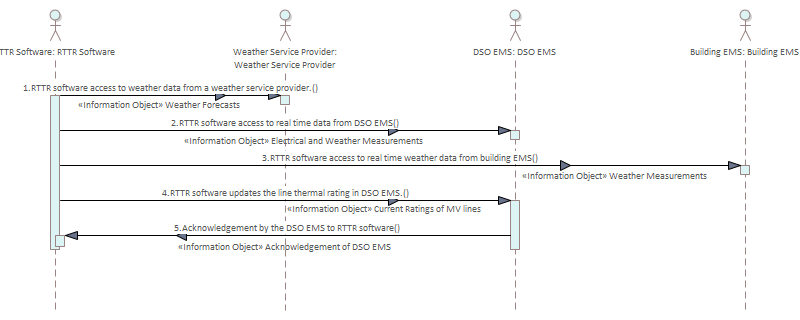 TTR Software: RTTR Software
Weather Service Provider:
Weather Service Provider
DSO EMS: DSO EMS
Building EMS: Building EMS
1.RTTR software access to weather data from a weather service provider.()
«Information Object» Weather Forecasts
2.RTTR software access to real time data from DSO EMS()
«Information Object» Electrical and Weather Measurements
3.RTTR software access to real time weather data from building EMS()
«Information Object» Weather Measurements
4.RTTR software updates the line thermal rating in DSO EMS.()
«Information Object» Current Ratings of MV lines
5.Acknowledgement by the DSO EMS to RTTR software()
«Information Object» Acknowledgement of DSO EMS